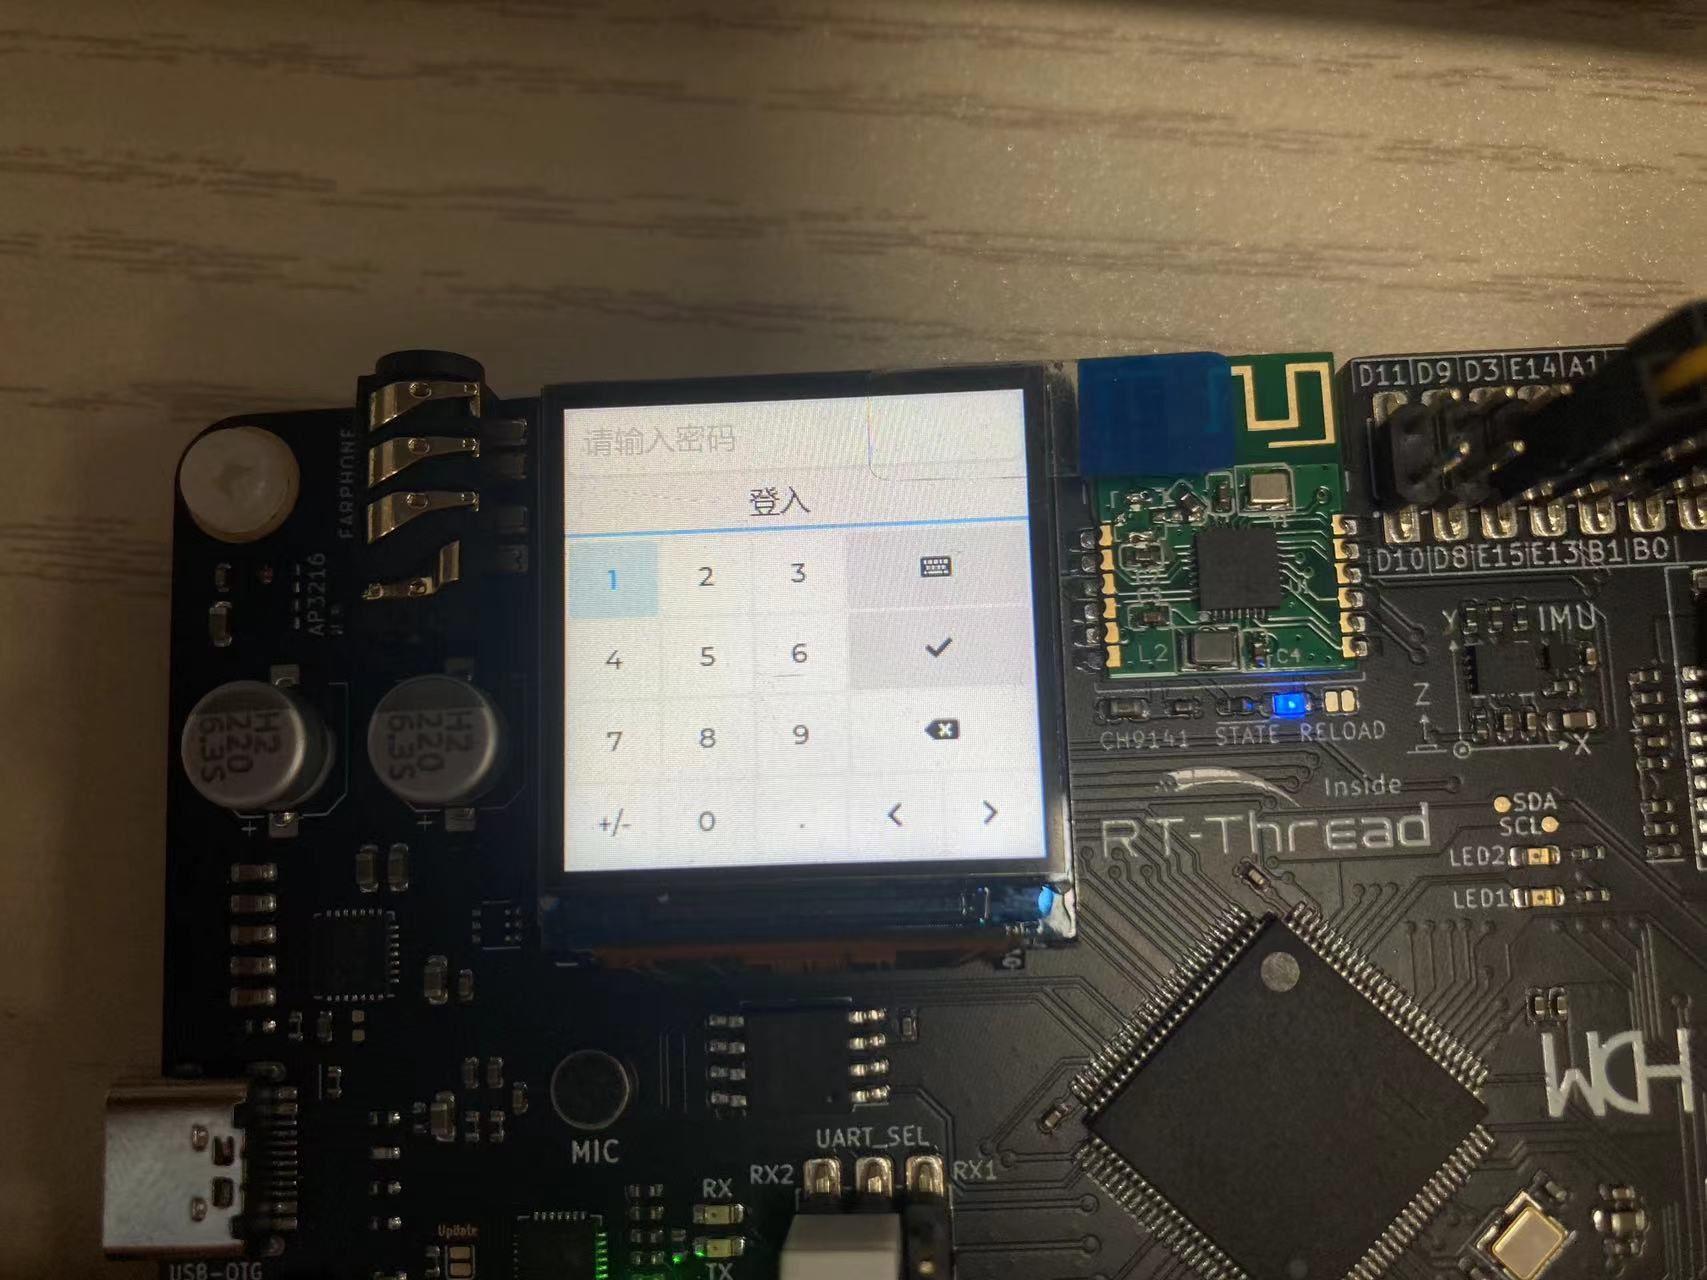 请输入密码
登入
1 2 3
4 5 6
7 8 9
+/- 0 . < >
D11 D9 D3 E14 A1
D10 D8 E15 E13 B1 B0
EARPHONE
AP3216
H2
220
6.3S
H2
220
6.3S
+
+
L2
C4
CH9141 STATE RELOAD
IMU
Y
Z
X
Inside
RT-Thread
SDA
SCL
LED2
LED1
HDM
MIC
UART_SEL
RX2
RX1
RX
TX
Update
USB-OTG